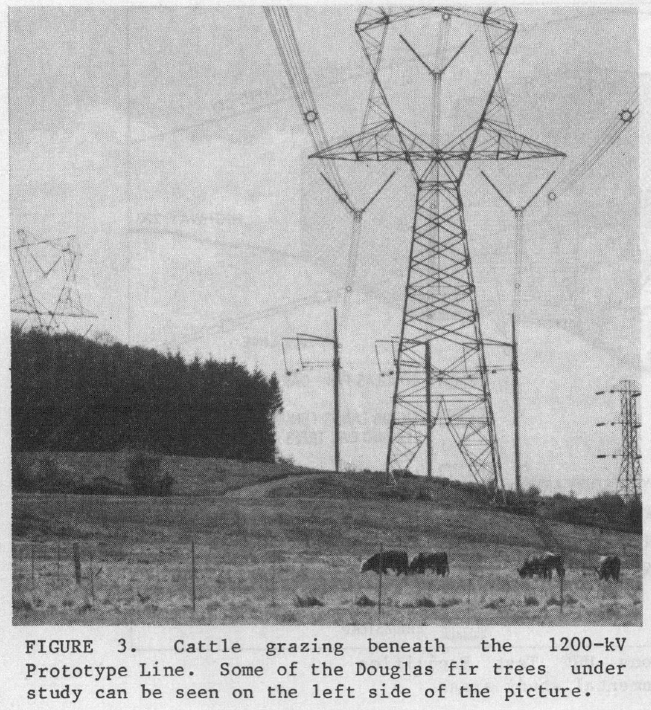 FIGURE 3. Cattle grazing beneath the 1200-kV
Prototype Line. Some of the Douglas fir trees under
study can be seen on the left side of the picture.